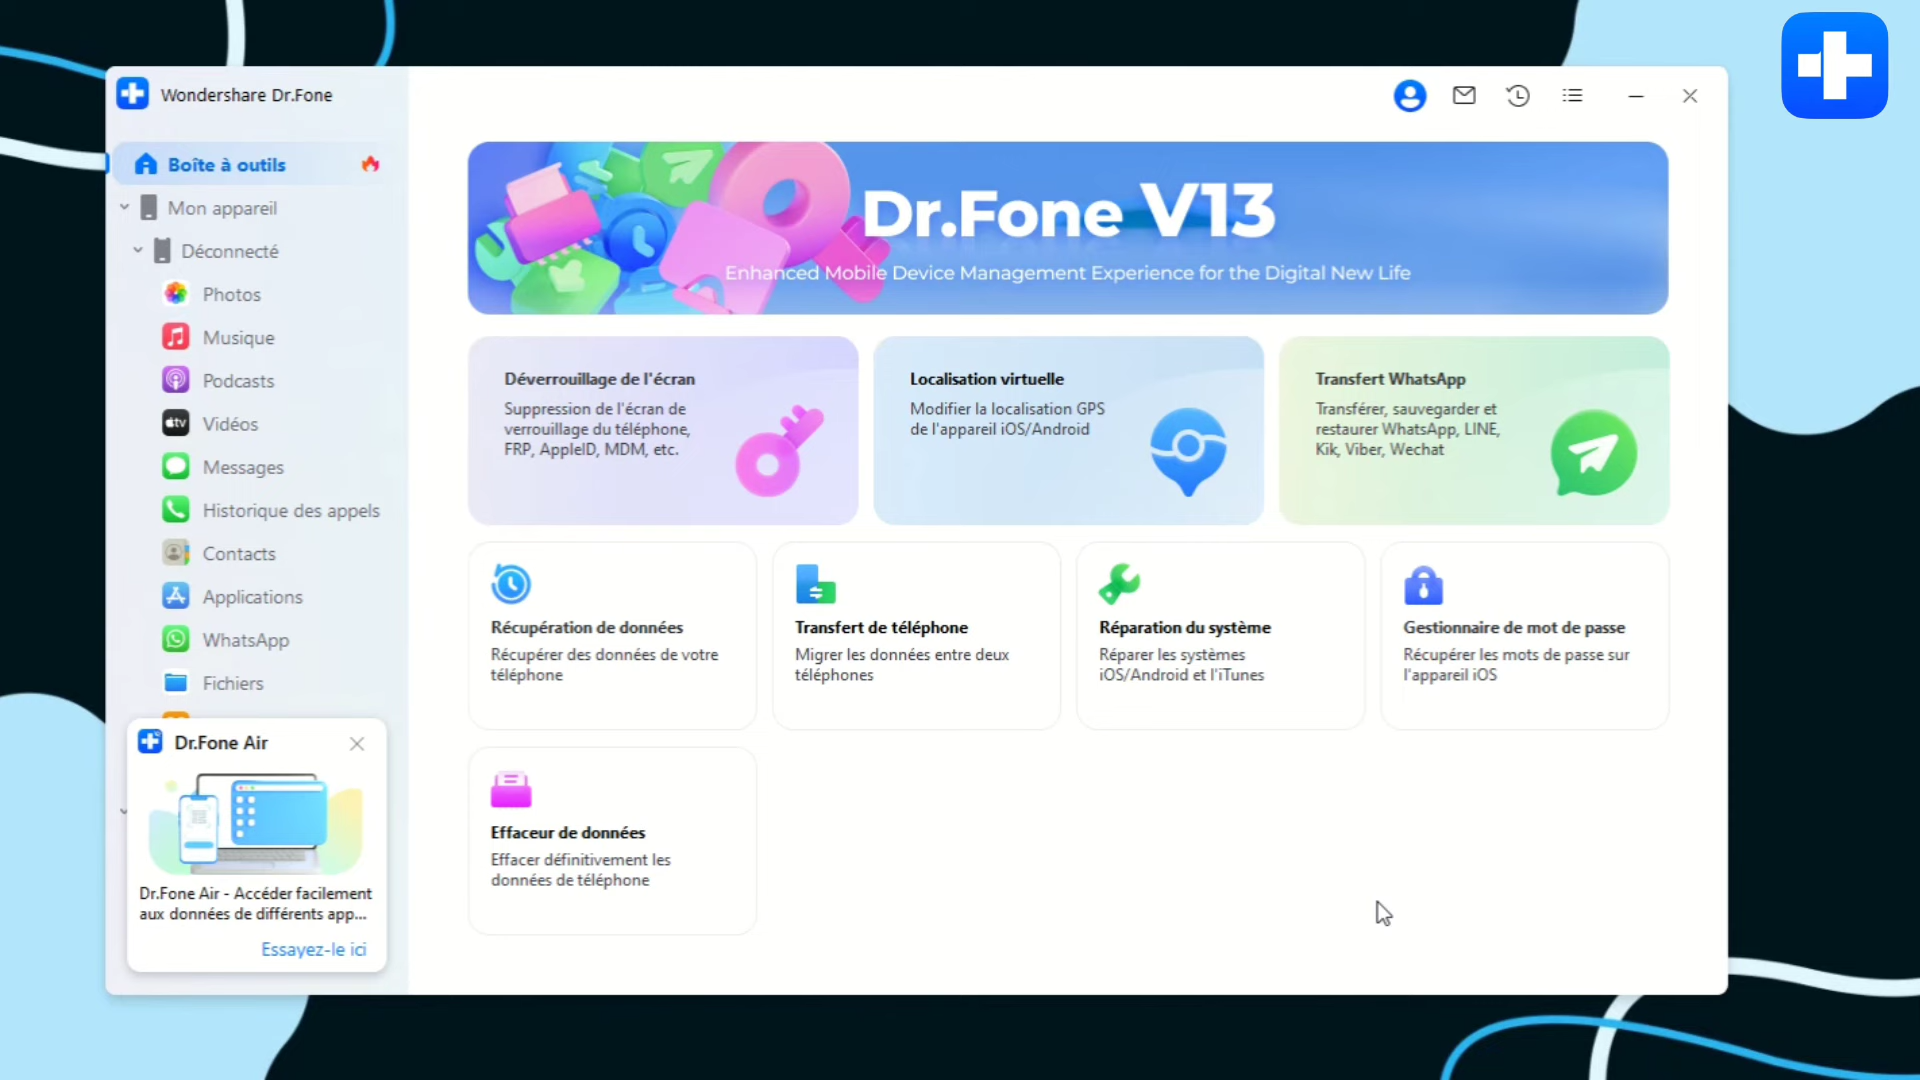 Wondershare Dr.Fone
Boîte à outils
Mon appareil
Déconnecté
Photos
Musique
Podcasts
Vidéos
Messages
Historique des appels
Contacts
Applications
WhatsApp
Fichiers
Dr.Fone Air
Dr.Fone Air - Accéder facilement
aux données de différents app...
Essayez-le ici
Dr.Fone V13
Enhanced Mobile Device Management Experience for the Digital New Life
Déverrouillage de l'écran
Suppression de l'écran de
verrouillage du téléphone,
FRP, AppleID, MDM, etc.
Localisation virtuelle
Modifier la localisation GPS
de l'appareil iOS/Android
Transfert WhatsApp
Transférer, sauvegarder et
restaurer WhatsApp, LINE,
Kik, Viber, Wechat
Récupération de données
Récupérer des données de votre
téléphone
Transfert de téléphone
Migrer les données entre deux
téléphones
Réparation du système
Réparer les systèmes
iOS/Android et l'iTunes
Gestionnaire de mot de passe
Récupérer les mots de passe sur
l'appareil iOS
Effaceur de données
Effacer définitivement les
données de téléphone